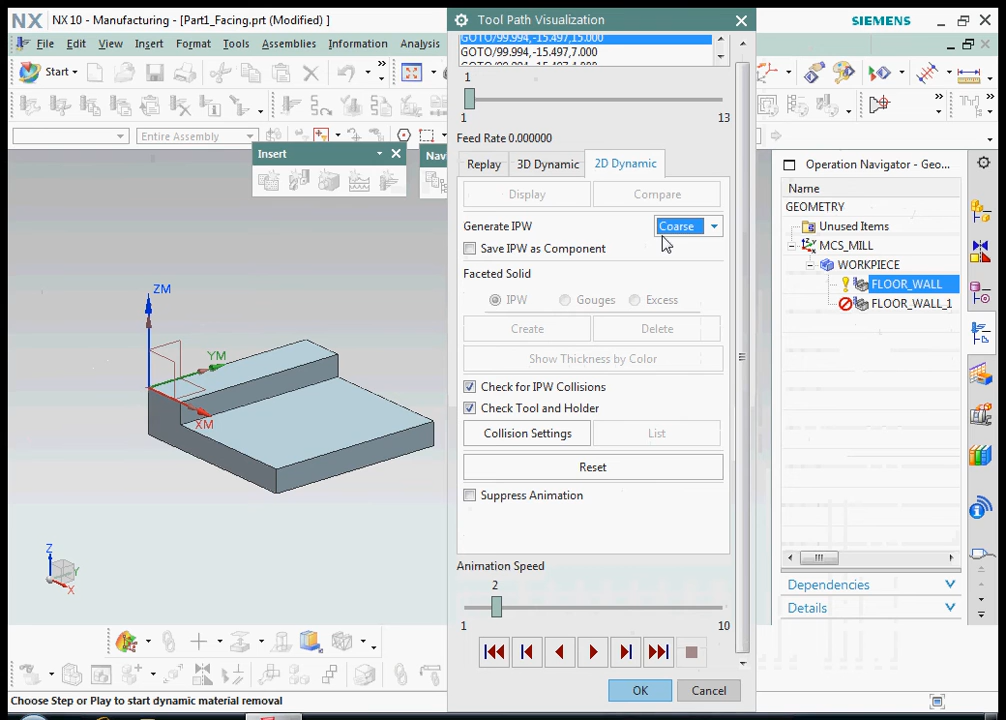 NX NX 10 - Manufacturing - [Part1_Facing.prt (Modified) ]
SIEMENS
File Edit View Insert Format Tools Assemblies Information Analysis
Start
Entire Assembly
Insert
Nav
Tool Path Visualization
GOTO/99.994,-15.497,15.000
GOTO/99.994,-15.497,7.000
1
1 13
Feed Rate 0.000000
Replay 3D Dynamic 2D Dynamic
Display Compare
Generate IPW Coarse
Save IPW as Component
Faceted Solid
IPW Gouges Excess
Create Delete
Show Thickness by Color
Check for IPW Collisions
Check Tool and Holder
Collision Settings List
Reset
Suppress Animation
Animation Speed
2
1 10
OK Cancel
Operation Navigator - Geo...
Name
GEOMETRY
Unused Items
MCS_MILL
WORKPIECE
FLOOR_WALL
FLOOR_WALL_1
Dependencies
Details
ZM
YM
XM
Z
Y
X
Choose Step or Play to start dynamic material removal